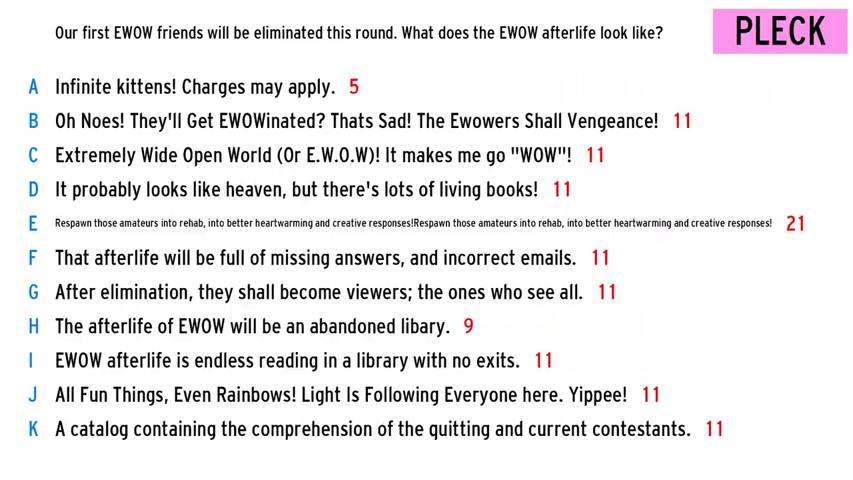 Our first EWOW friends will be eliminated this round. What does the EWOW afterlife look like?
PLECK
A Infinite kittens! Charges may apply. 5
B Oh Noes! They'll Get EWOWinated? Thats Sad! The Ewowers Shall Vengeance! 11
C Extremely Wide Open World (Or E.W.O.W)! It makes me go "WOW"! 11
D It probably looks like heaven, but there's lots of living books! 11
E Respawn those amateurs into rehab, into better heartwarming and creative responses!Respawn those amateurs into rehab, into better heartwarming and creative responses! 21
F That afterlife will be full of missing answers, and incorrect emails. 11
G After elimination, they shall become viewers; the ones who see all. 11
H The afterlife of EWOW will be an abandoned libary. 9
I EWOW afterlife is endless reading in a library with no exits. 11
J All Fun Things, Even Rainbows! Light Is Following Everyone here. Yippee! 11
K A catalog containing the comprehension of the quitting and current contestants. 11